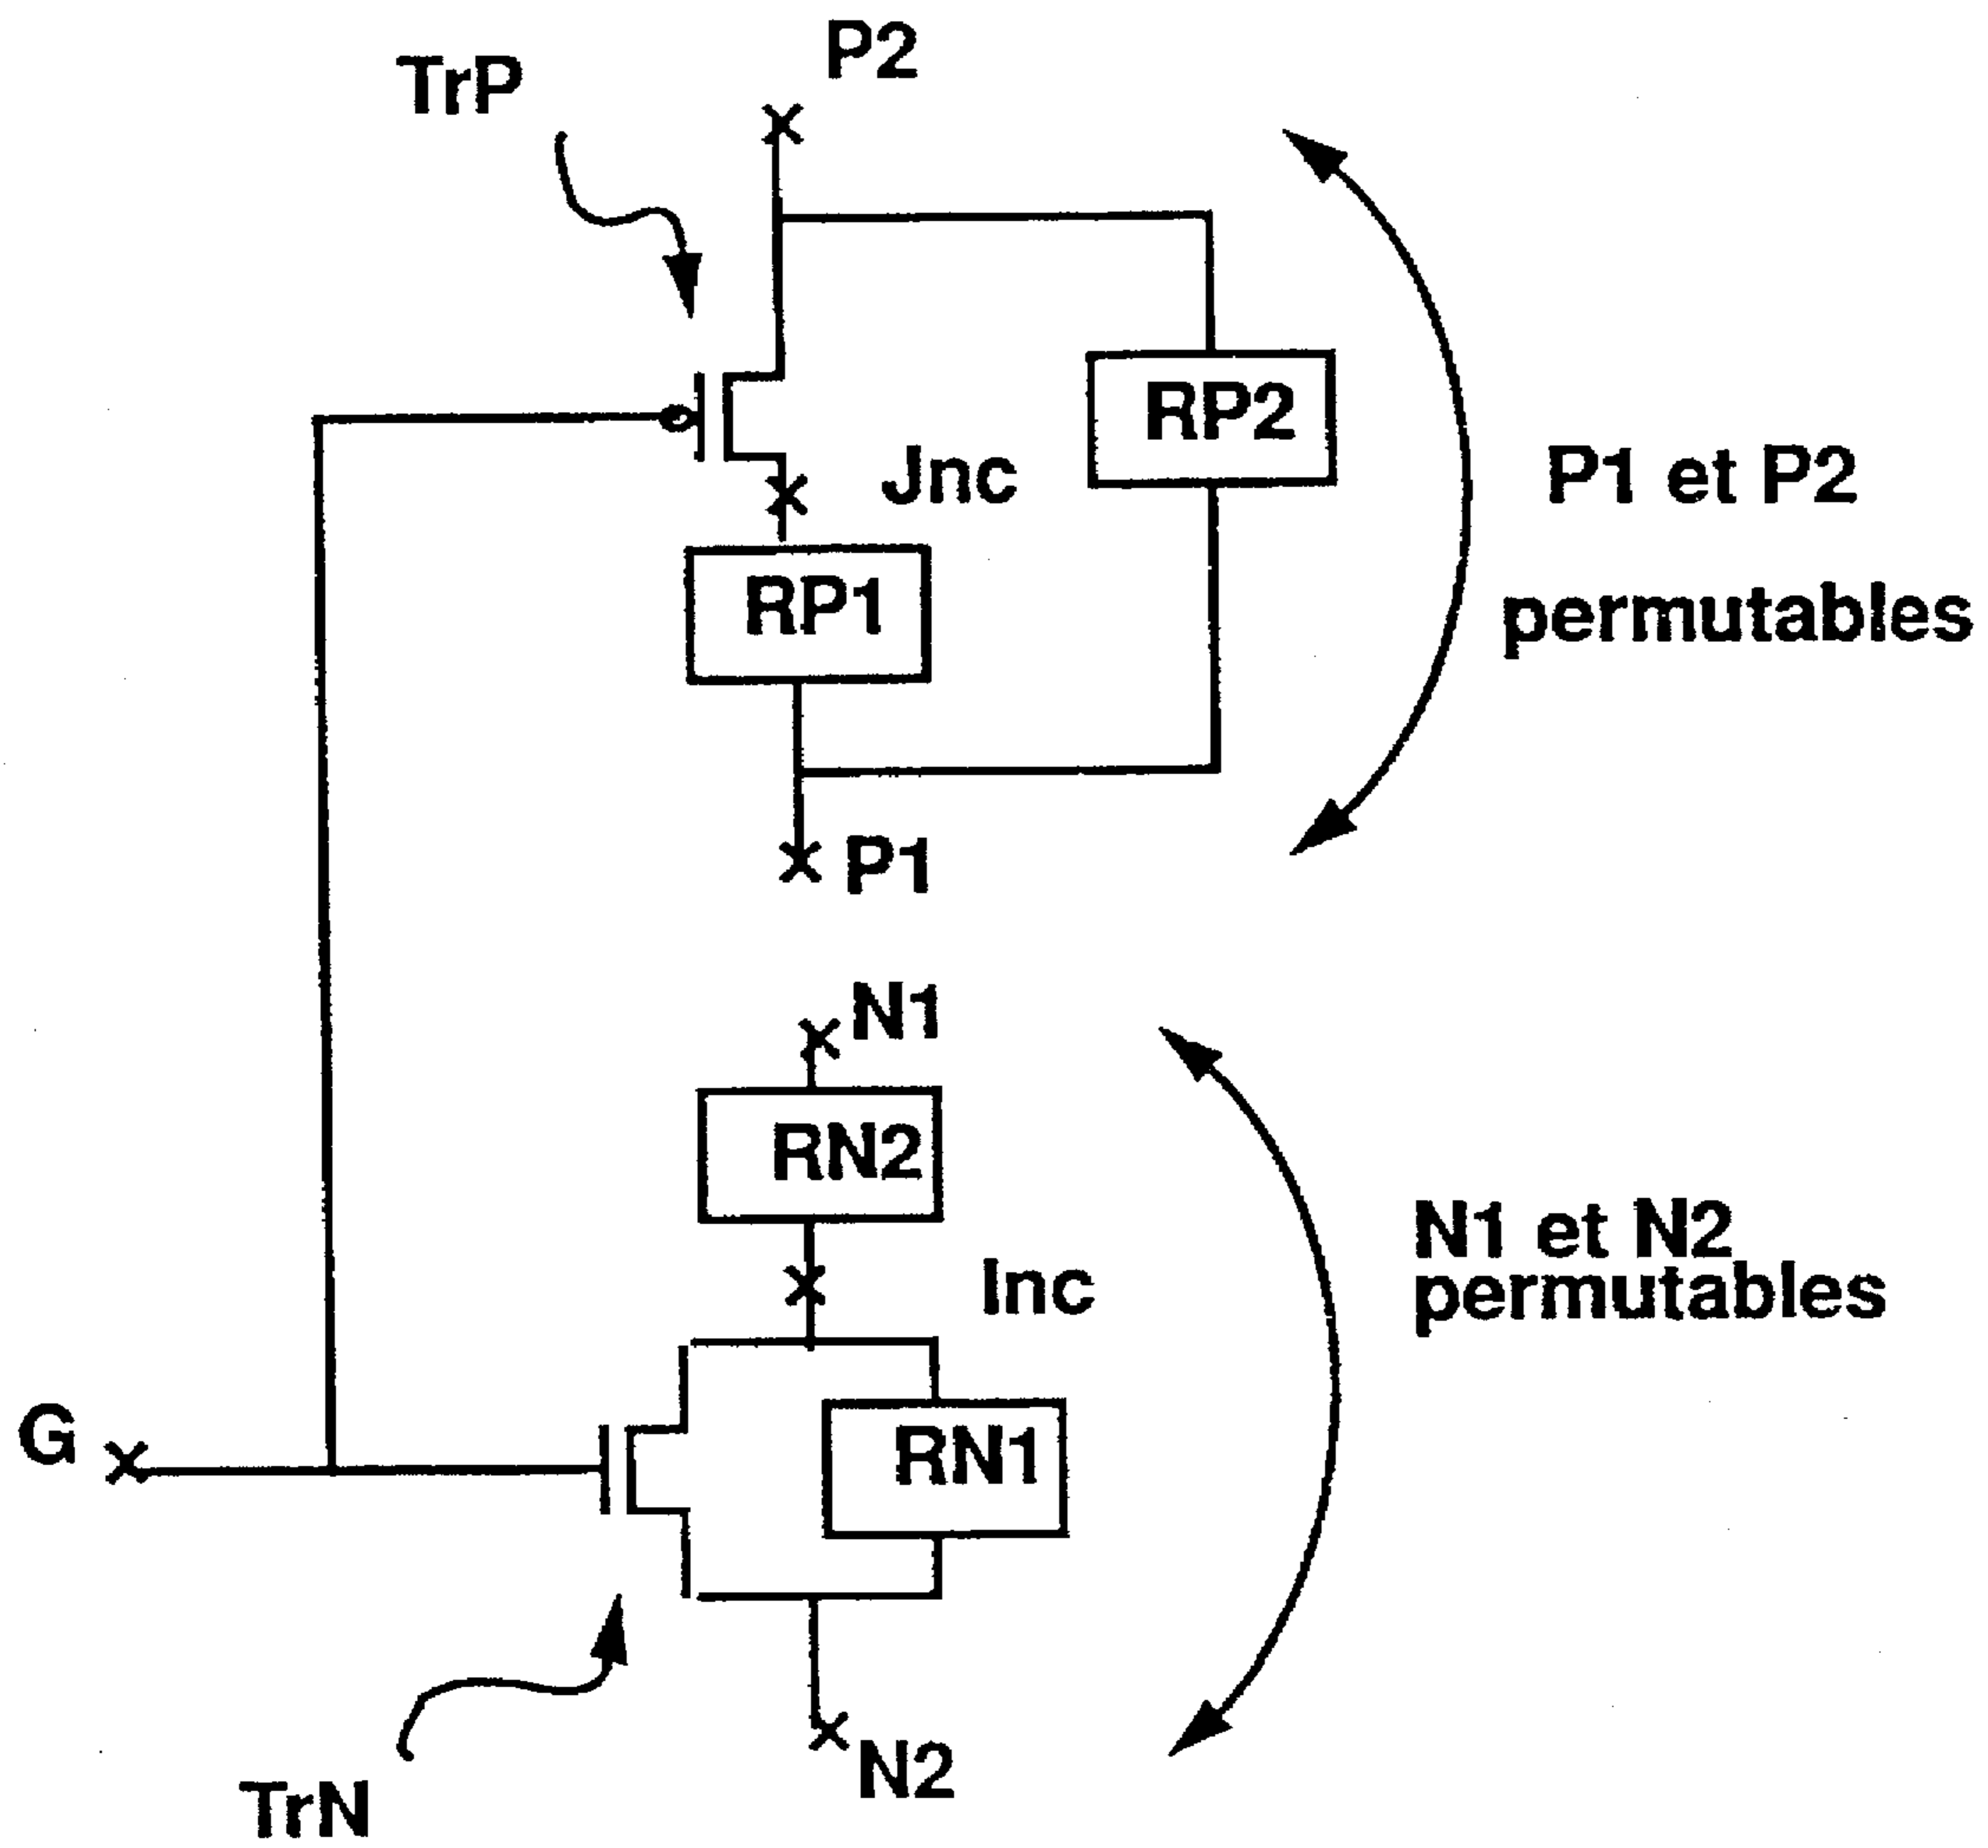 P2
TrP
RP2
Jnc
P1 et P2
permutables
RP1
P1
N1
RN2
N1 et N2
permutables
Inc
G
RN1
N2
TrN